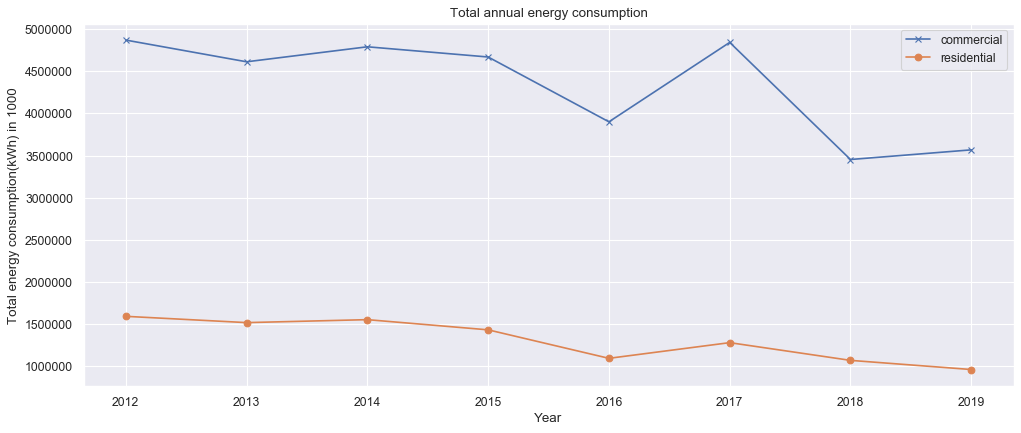 Total annual energy consumption
Total energy consumption(kWh) in 1000
5000000
4500000
4000000
3500000
3000000
2500000
2000000
1500000
1000000
commercial
residential
2012 2013 2014 2015 2016 2017 2018 2019
Year